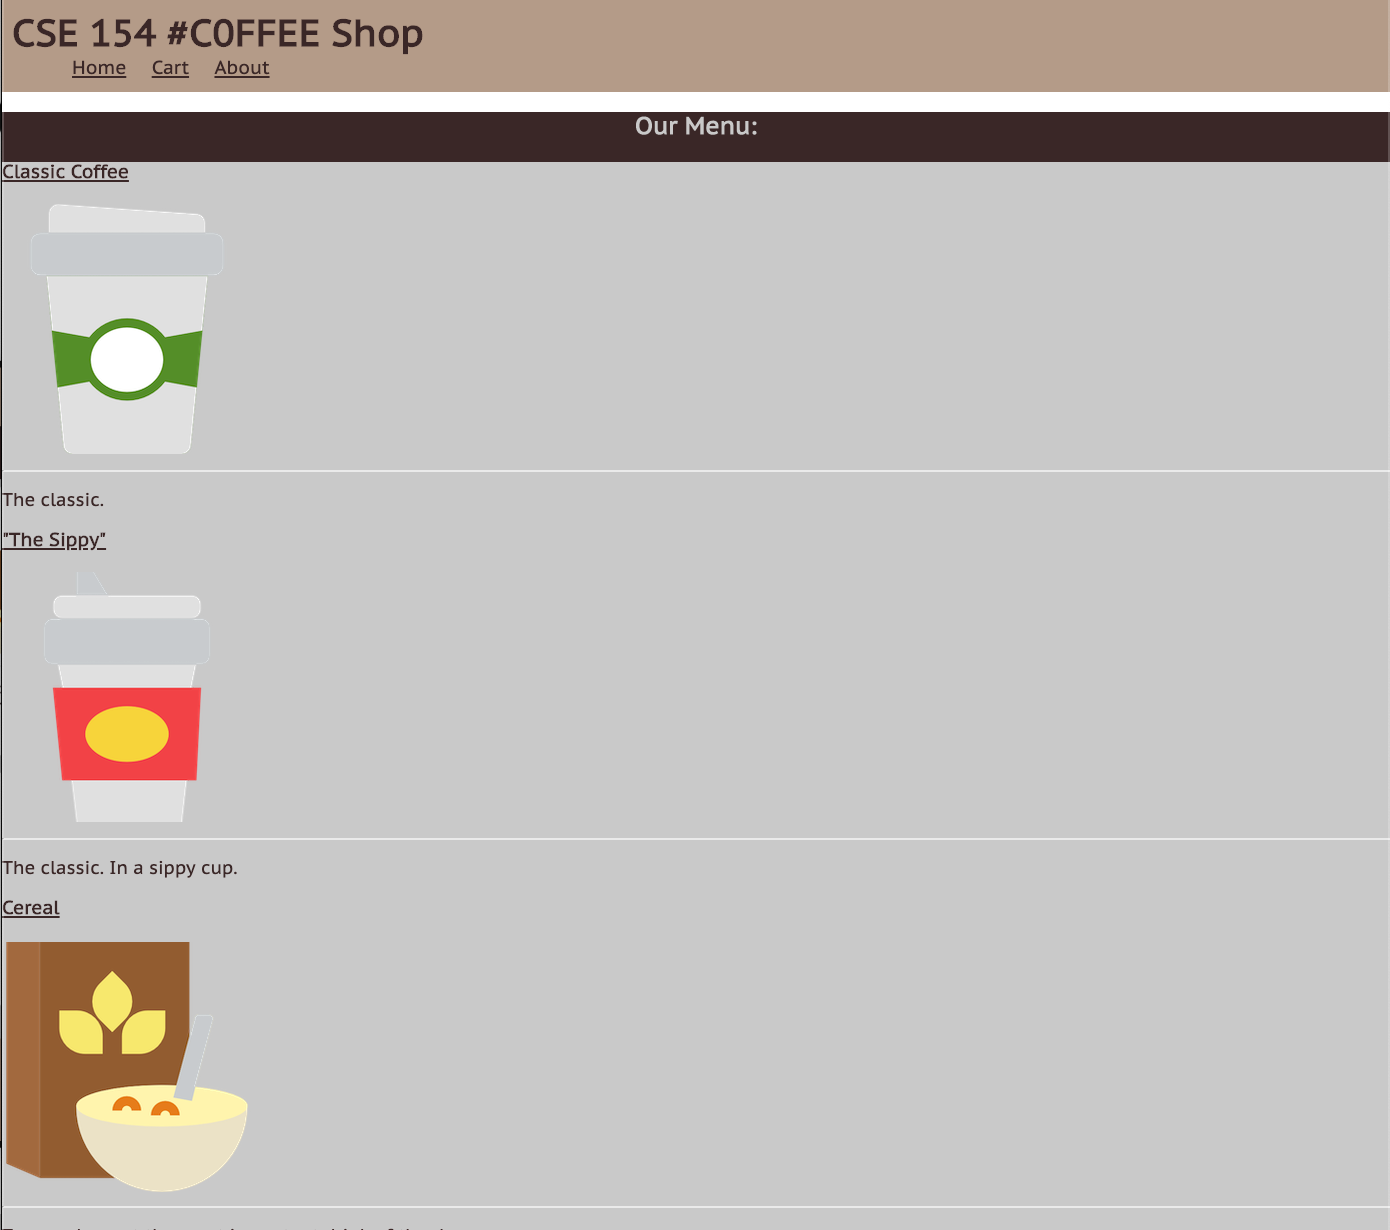 CSE 154 #C0FFEE Shop
Home Cart About
Our Menu:
Classic Coffee
The classic.
"The Sippy"
The classic. In a sippy cup.
Cereal